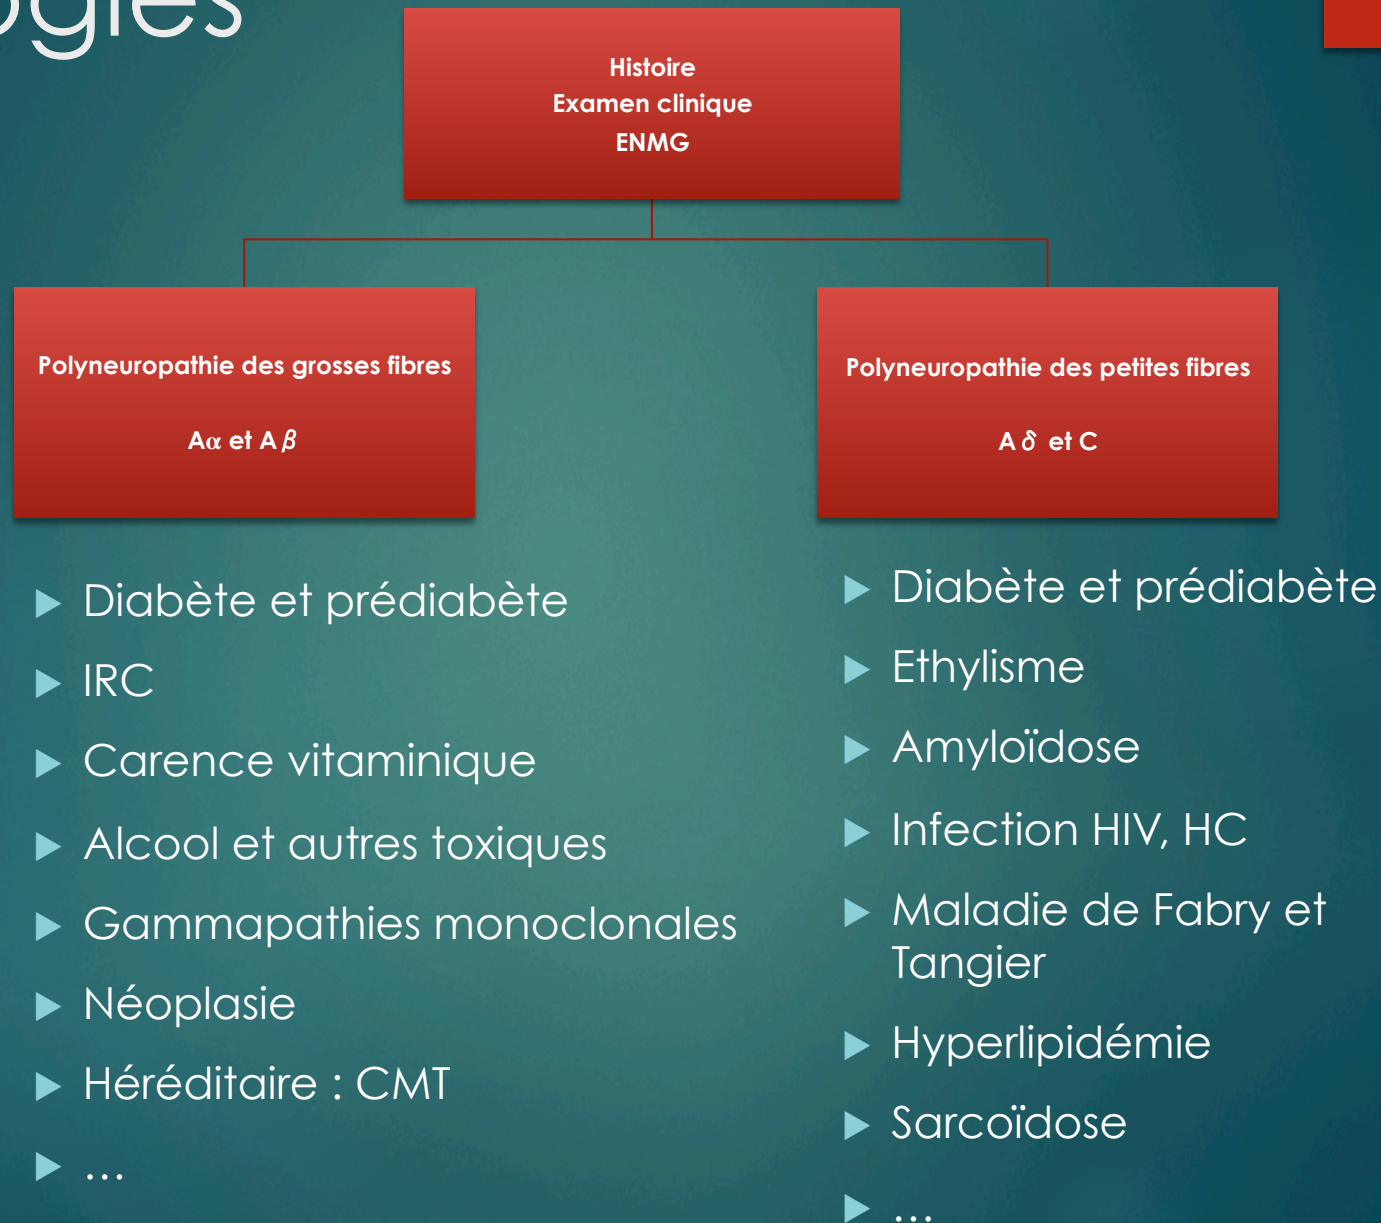 Histoire
Examen clinique
ENMG
Polyneuropathie des grosses fibres
Aα et A β
Polyneuropathie des petites fibres
A δ et C
Diabète et prédiabète
IRC
Carence vitaminique
Alcool et autres toxiques
Gammapathies monoclonales
Néoplasie
Héréditaire : CMT
…
Diabète et prédiabète
Ethylisme
Amyloïdose
Infection HIV, HC
Maladie de Fabry et
Tangier
Hyperlipidémie
Sarcoïdose
…